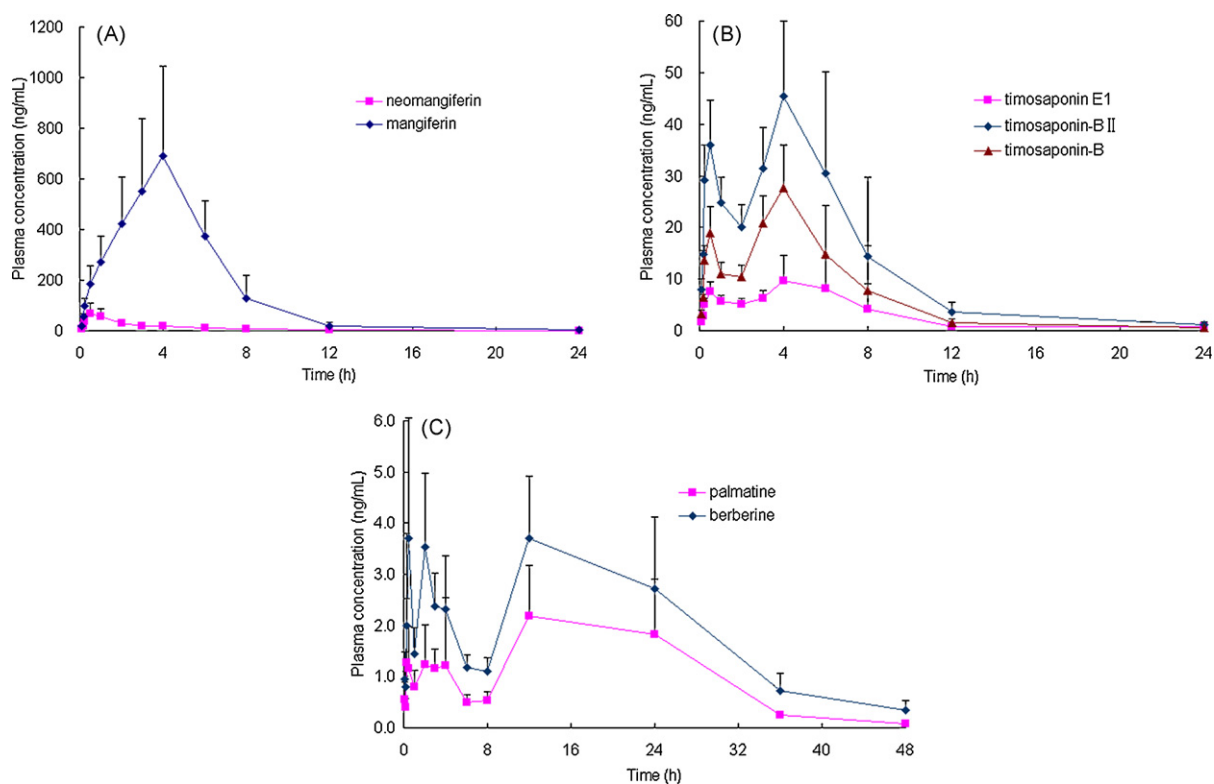 (A)
Plasma concentration (ng/mL)
1200
1000
800
600
400
200
0
0 4 8 12 16 20 24
Time (h)
neomangiferin
mangiferin
(B)
Plasma concentration (ng/mL)
60
50
40
30
20
10
0
0 4 8 12 16 20 24
Time (h)
timosaponin E1
timosaponin-BⅡ
timosaponin-B
(C)
Plasma concentration (ng/mL)
6.0
5.0
4.0
3.0
2.0
1.0
0.0
0 8 16 24 32 40 48
Time (h)
palmatine
berberine